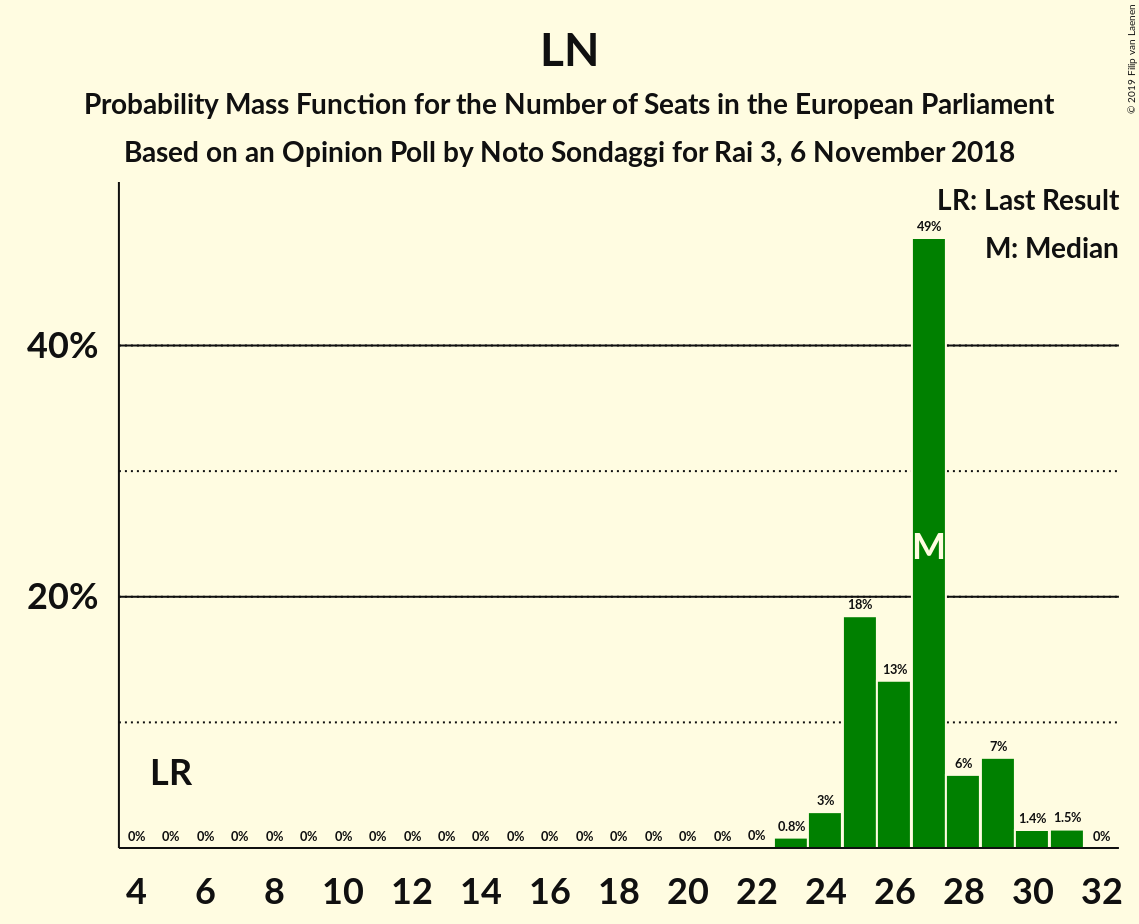 LN
Probability Mass Function for the Number of Seats in the European Parliament
Based on an Opinion Poll by Noto Sondaggi for Rai 3, 6 November 2018
© 2019 Filip van Laenen
LR: Last Result
M: Median
40%
20%
49%
M
18%
13%
7%
6%
3%
1.4% 1.5%
0.8%
LR
0% 0% 0% 0% 0% 0% 0% 0% 0% 0% 0% 0% 0% 0% 0% 0% 0% 0% 0% 0%
4 6 8 10 12 14 16 18 20 22 24 26 28 30 32